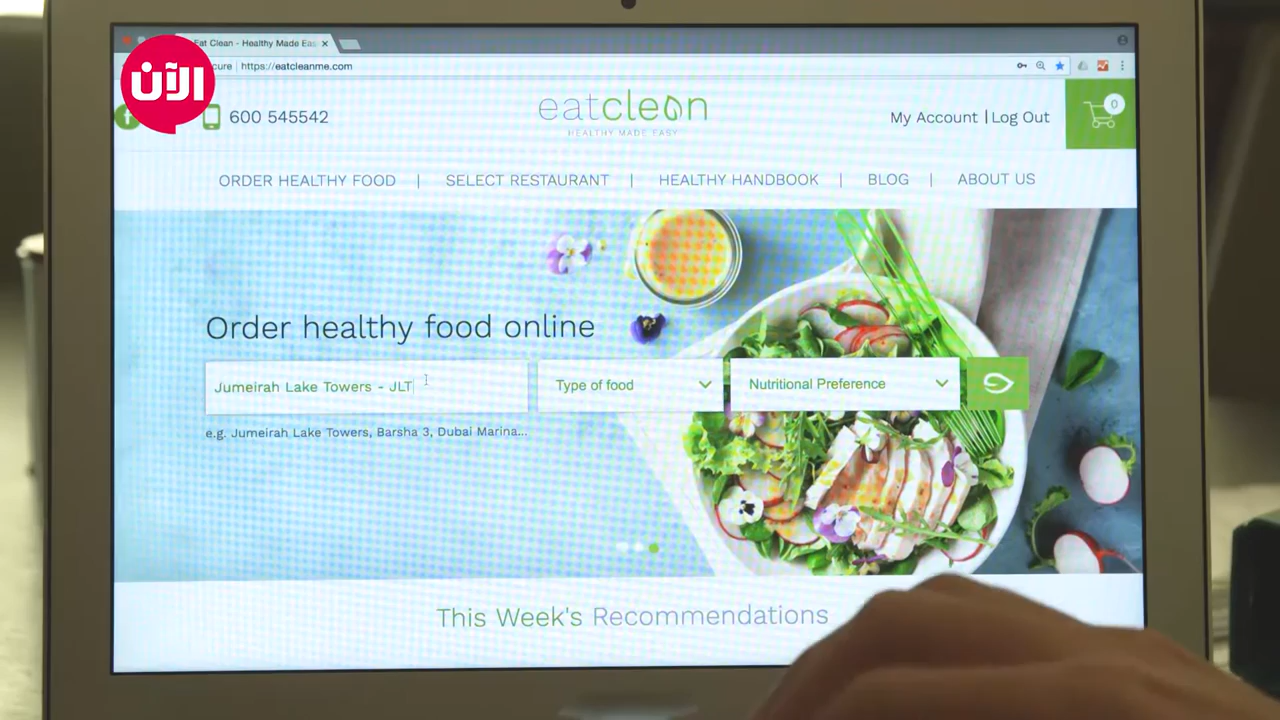 Eat Clean - Healthy Made Eas
الآن
cure
https://eatcleanme.com
600 545542
eatclean
HEALTHY MADE EASY
My Account | Log Out
0
ORDER HEALTHY FOOD | SELECT RESTAURANT | HEALTHY HANDBOOK | BLOG | ABOUT US
Order healthy food online
Jumeirah Lake Towers - JLT
Type of food
Nutritional Preference
e.g. Jumeirah Lake Towers, Barsha 3, Dubai Marina...
This Week's Recommendations